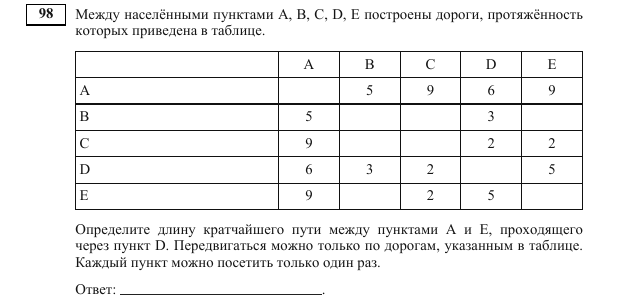 98
Между населёнными пунктами A, B, C, D, E построены дороги, протяжённость
которых приведена в таблице.
A B C D E
A 5 9 6 9
B 5 3
C 9 2 2
D 6 3 2 5
E 9 2 5
Определите длину кратчайшего пути между пунктами A и E, проходящего
через пункт D. Передвигаться можно только по дорогам, указанным в таблице.
Каждый пункт можно посетить только один раз.
Ответ: ____________________.